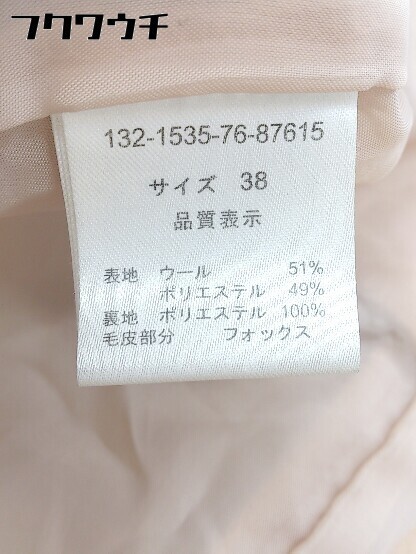 フクワウチ
132-1535-76-87615
サイズ 38
品質表示
表地 ウール 51%
ポリエステル 49%
裏地 ポリエステル 100%
毛皮部分 フォックス